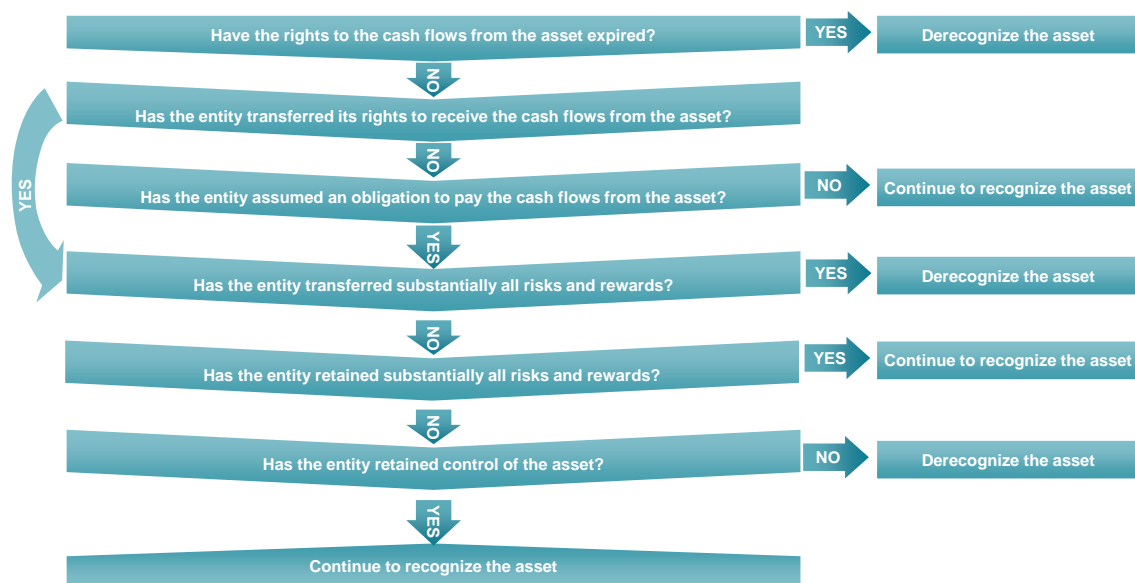 Have the rights to the cash flows from the asset expired?
YES
Derecognize the asset
NO
Has the entity transferred its rights to receive the cash flows from the asset?
NO
YES
Has the entity assumed an obligation to pay the cash flows from the asset?
NO
Continue to recognize the asset
YES
Has the entity transferred substantially all risks and rewards?
YES
Derecognize the asset
NO
Has the entity retained substantially all risks and rewards?
YES
Continue to recognize the asset
NO
Has the entity retained control of the asset?
NO
Derecognize the asset
YES
Continue to recognize the asset